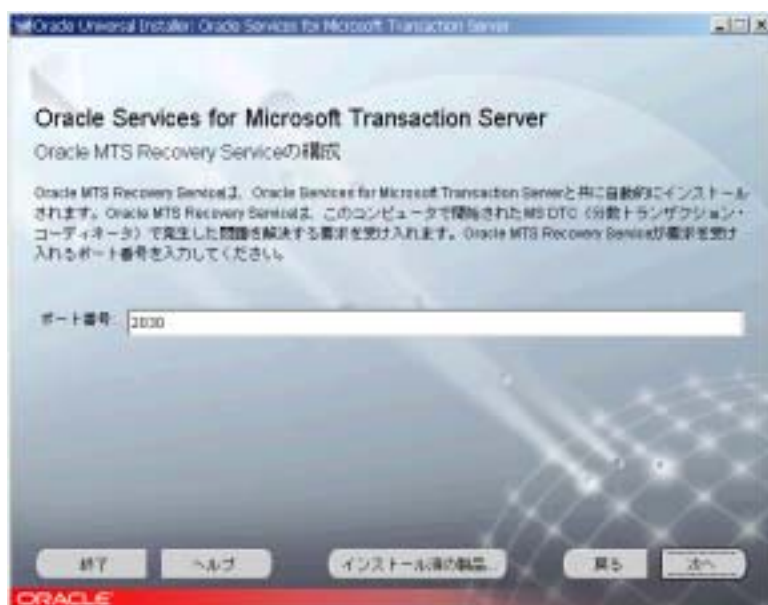 Oracle Universal Installer: Oracle Services for Microsoft Transaction Server
Oracle Services for Microsoft Transaction Server
Oracle MTS Recovery Serviceの構成
Oracle MTS Recovery Serviceは、Oracle Services for Microsoft Transaction Serverと共に自動的にインストール
されます。Oracle MTS Recovery Serviceは、このコンピュータで開始されたMS DTC（分散トランザクション・
コーディネータ）で発生した問題を解決する要求を受け入れます。Oracle MTS Recovery Serviceが要求を受け
入れるポート番号を入力してください。
ポート番号: 2030
終了 ヘルプ インストール済の製品... 戻る 次へ
ORACLE